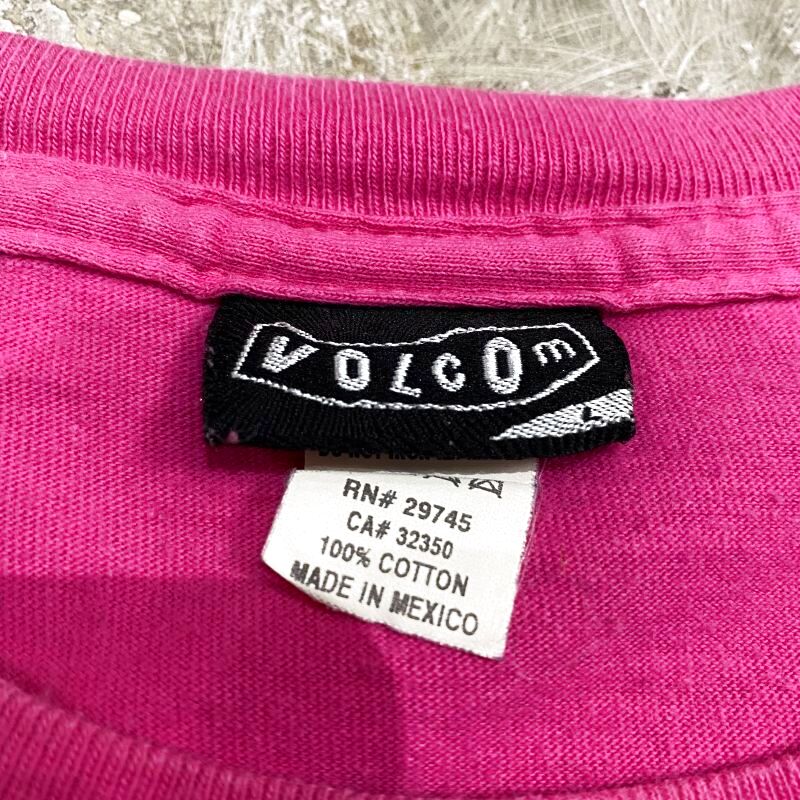 VOLCOm
L
RN# 29745
CA# 32350
100% COTTON
MADE IN MEXICO